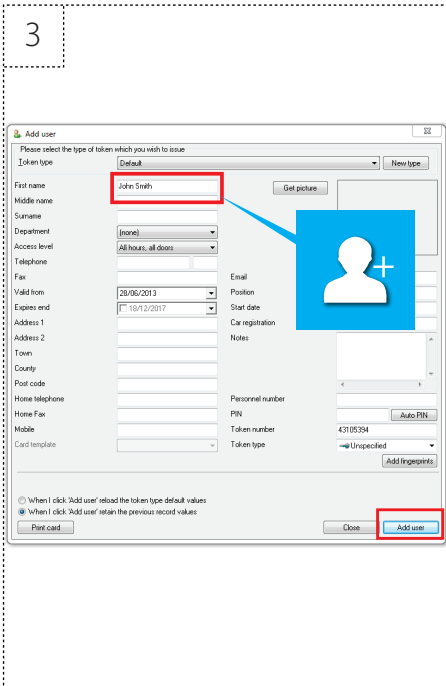 3
Add user
Please select the type of token which you wish to issue
Token type Default New type
First name John Smith Get picture
Middle name
Surname
Department (none)
Access level All hours, all doors
Telephone
Fax Email
Valid from 28/06/2013 Position
Expires end 18/12/2017 Start date
Address 1 Car registration
Address 2 Notes
Town
County
Post code
Home telephone Personnel number
Home Fax PIN Auto PIN
Mobile Token number 43105394
Card template Token type Unspecified
Add fingerprints
When I click 'Add user' reload the token type default values
When I click 'Add user' retain the previous record values
Print card Close Add user